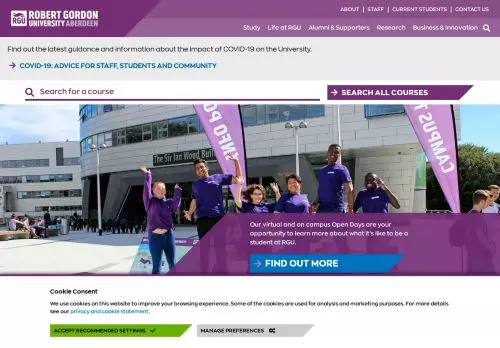 ABOUT | STAFF | CURRENT STUDENTS | CONTACT US
RGU ROBERT GORDON
UNIVERSITY ABERDEEN
Study Life at RGU Alumni & Supporters Research Business & Innovation
Find out the latest guidance and information about the impact of COVID-19 on the University.
COVID-19: ADVICE FOR STAFF, STUDENTS AND COMMUNITY
Search for a course
SEARCH ALL COURSES
INFO PO
CAMPUS T
The Sir Ian Wood Buil
Our virtual and on campus Open Days are your
opportunity to learn more about what it's like to be a
student at RGU.
FIND OUT MORE
Cookie Consent
We use cookies on this website to improve your browsing experience. Some of the cookies are used for analysis and marketing purposes. For more details
see our privacy and cookie statement.
ACCEPT RECOMMENDED SETTINGS
MANAGE PREFERENCES